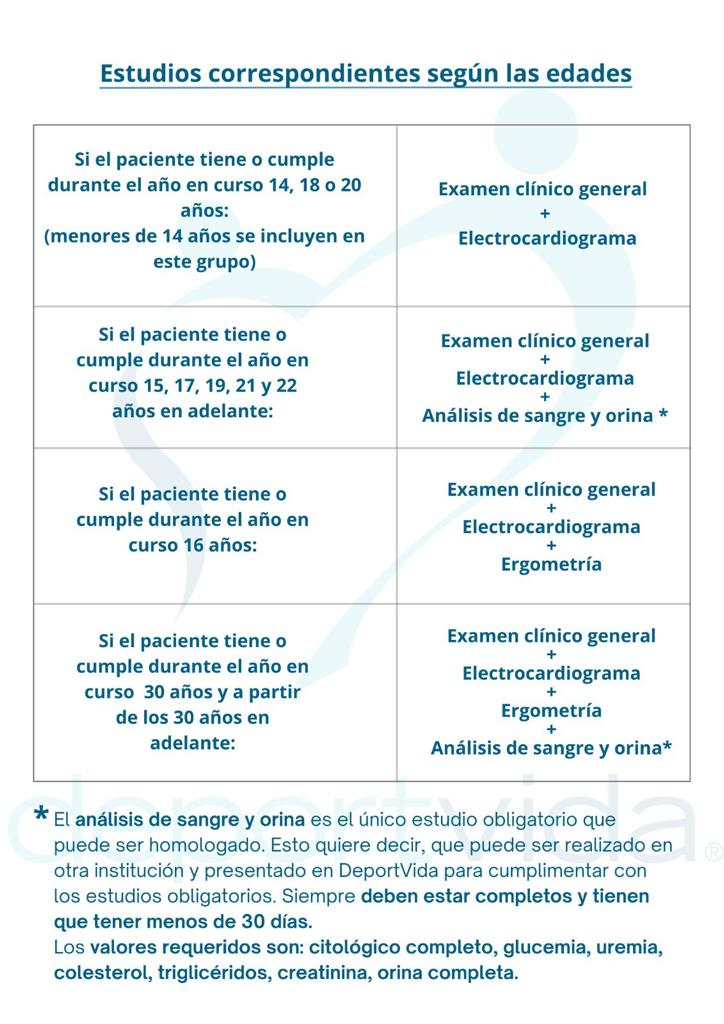 Estudios correspondientes según las edades
Si el paciente tiene o cumple
durante el año en curso 14, 18 o 20
años:
(menores de 14 años se incluyen en
este grupo)
Examen clínico general
+
Electrocardiograma
Si el paciente tiene o
cumple durante el año en
curso 15, 17, 19, 21 y 22
años en adelante:
Examen clínico general
+
Electrocardiograma
+
Análisis de sangre y orina *
Si el paciente tiene o
cumple durante el año en
curso 16 años:
Examen clínico general
+
Electrocardiograma
+
Ergometría
Si el paciente tiene o
cumple durante el año en
curso 30 años y a partir
de los 30 años en
adelante:
Examen clínico general
+
Electrocardiograma
+
Ergometría
+
Análisis de sangre y orina*
* El análisis de sangre y orina es el único estudio obligatorio que
puede ser homologado. Esto quiere decir, que puede ser realizado en
otra institución y presentado en DeportVida para cumplimentar con
los estudios obligatorios. Siempre deben estar completos y tienen
que tener menos de 30 días.
Los valores requeridos son: citológico completo, glucemia, uremia,
colesterol, triglicéridos, creatinina, orina completa.
deportvida®